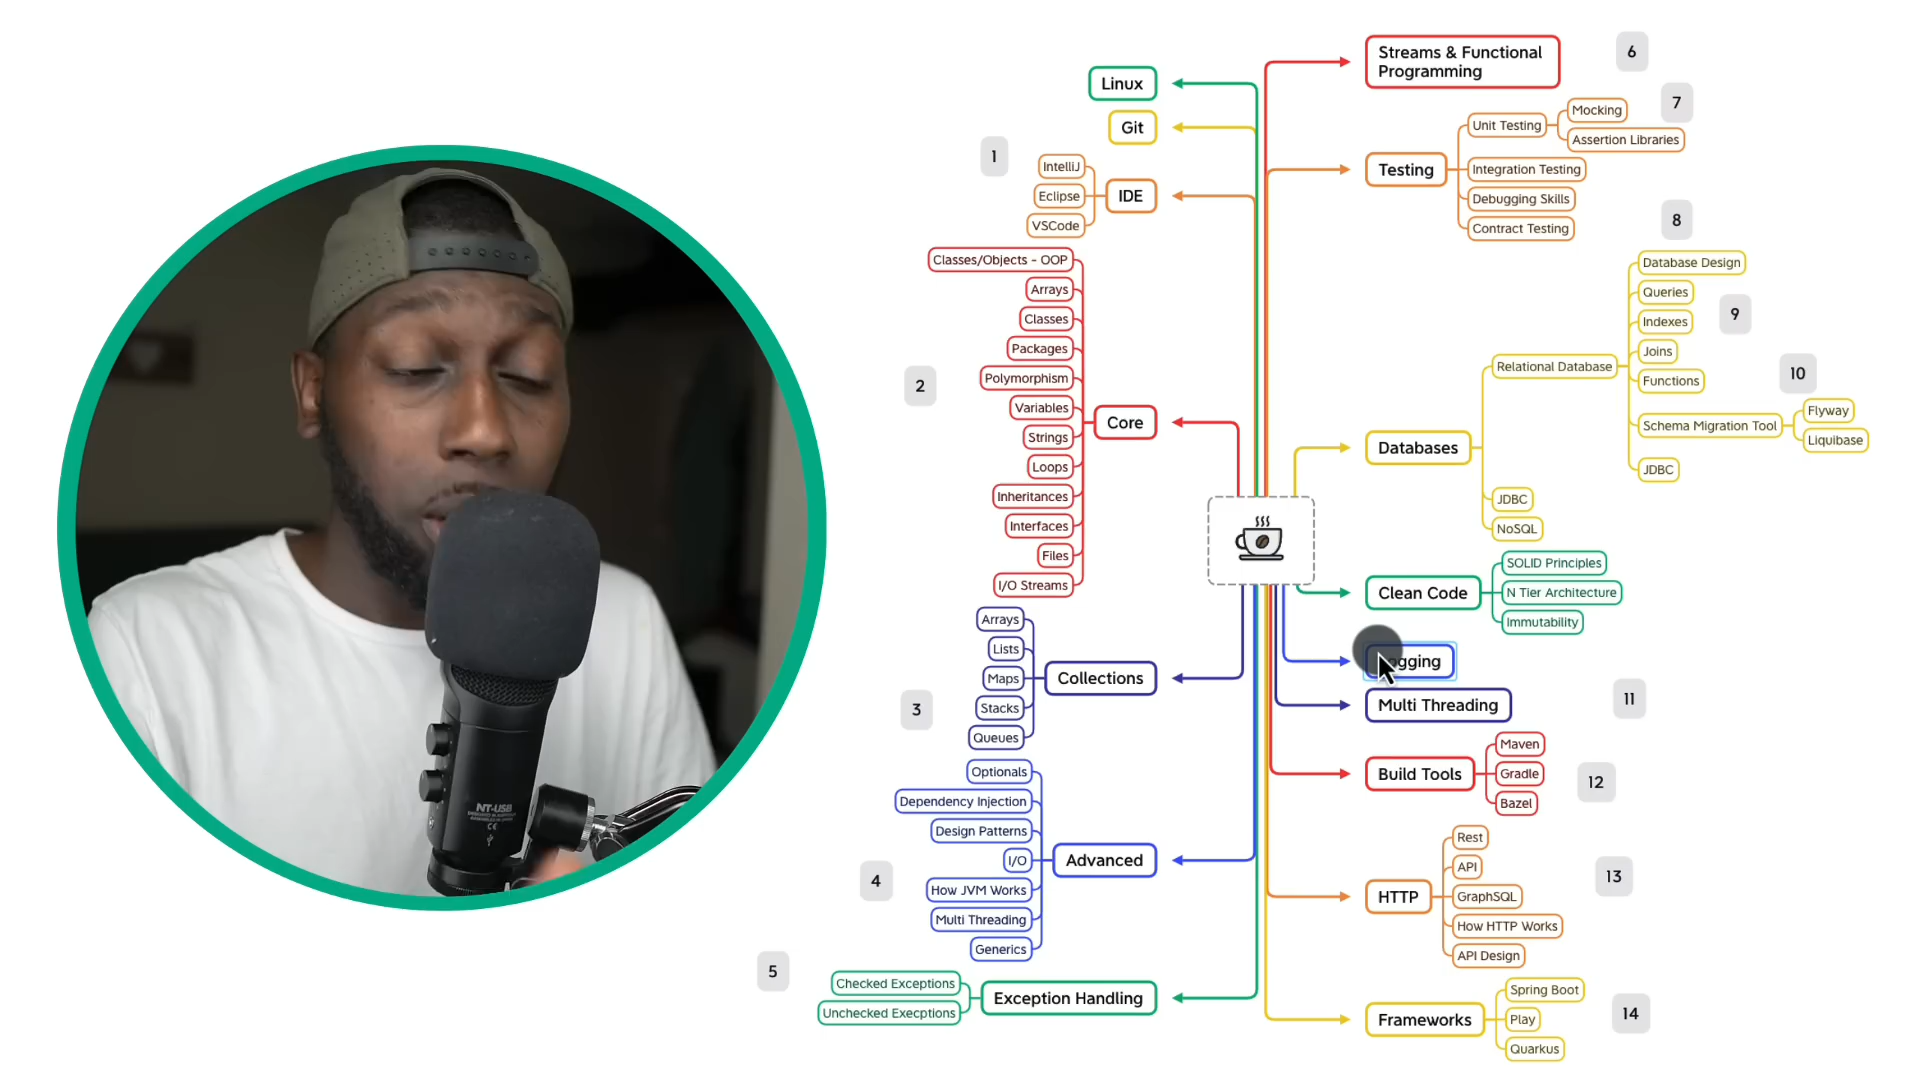 Linux
Git
1
IntelliJ
Eclipse
VSCode
IDE
Classes/Objects - OOP
Arrays
Classes
Packages
Polymorphism
Variables
Strings
Loops
Inheritances
Interfaces
Files
I/O Streams
2
Core
Arrays
Lists
Maps
Stacks
Queues
3
Collections
Optionals
Dependency Injection
Design Patterns
I/O
How JVM Works
Multi Threading
Generics
4
Advanced
5
Checked Exceptions
Unchecked Execptions
Exception Handling
Streams & Functional
Programming
6
7
Testing
Unit Testing
Mocking
Assertion Libraries
Integration Testing
Debugging Skills
Contract Testing
8
Databases
Relational Database
Database Design
Queries
Indexes
9
Joins
Functions
10
Schema Migration Tool
Flyway
Liquibase
JDBC
JDBC
NoSQL
Clean Code
SOLID Principles
N Tier Architecture
Immutability
ogging
Multi Threading
11
Build Tools
Maven
Gradle
Bazel
12
HTTP
Rest
API
GraphSQL
How HTTP Works
API Design
13
Frameworks
Spring Boot
Play
Quarkus
14
NT-USB